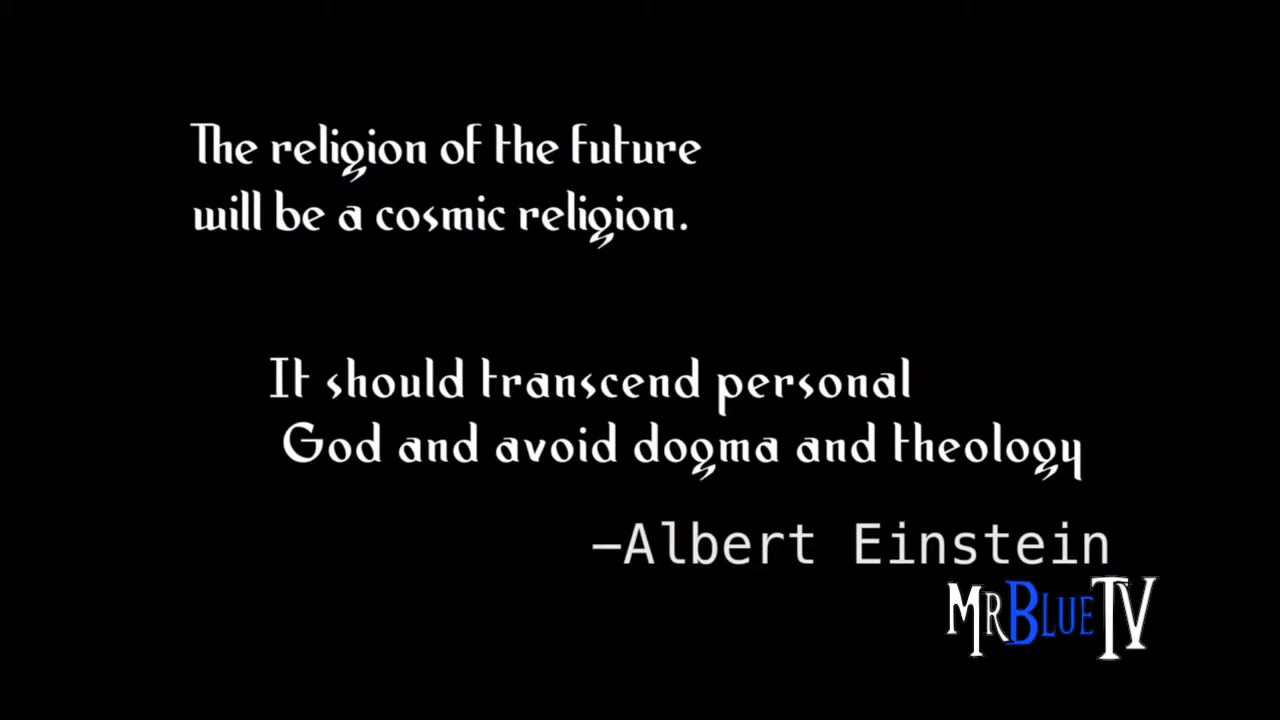 The religion of the future
will be a cosmic religion.
It should transcend personal
God and avoid dogma and theology
–Albert Einstein
MrBlueTV